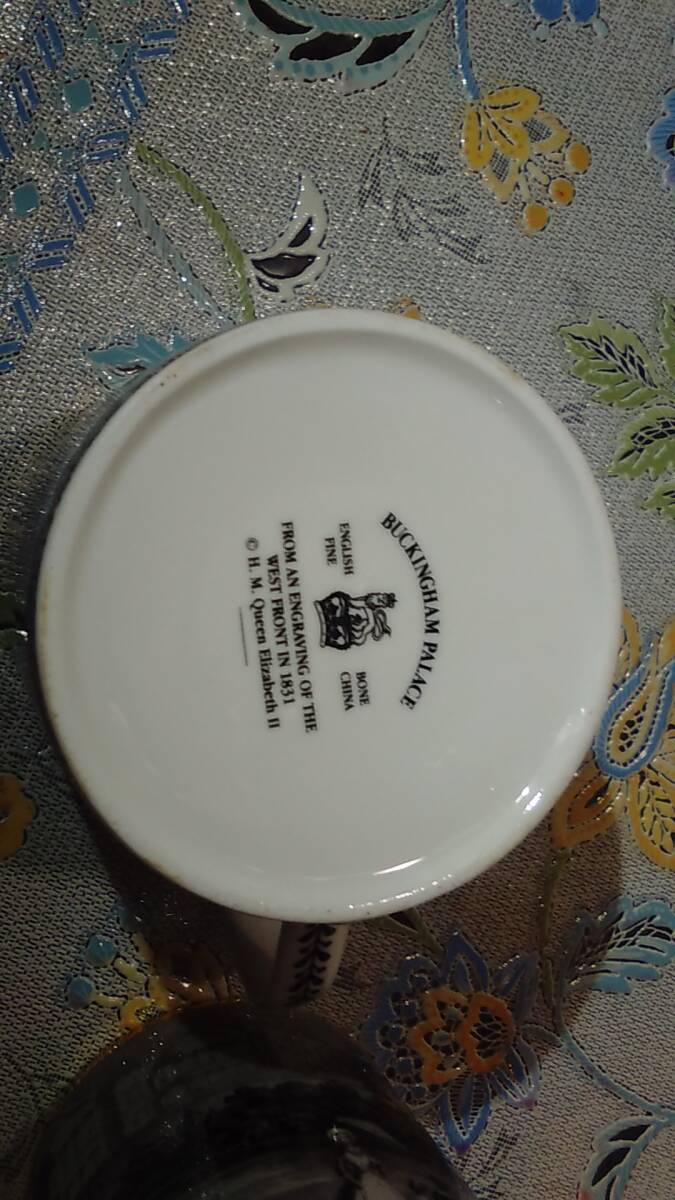 BUCKINGHAM PALACE
ENGLISH
FINE
BONE
CHINA
FROM AN ENGRAVING OF THE
WEST FRONT IN 1831
© H. M. Queen Elizabeth II